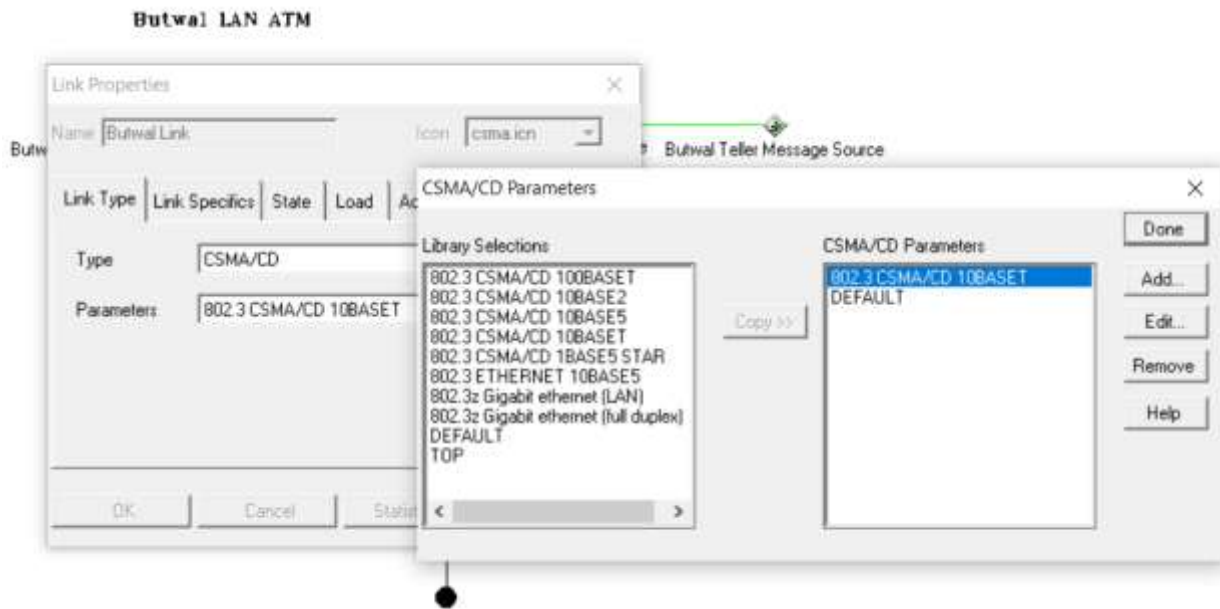 Butwal LAN ATM
Link Properties
Name Butwal Link Icon csma.icn
Butwal Teller Message Source
Link Type Link Specifics State Load
Type CSMA/CD
Parameters 802.3 CSMA/CD 10BASET
OK Cancel
CSMA/CD Parameters
Library Selections
802.3 CSMA/CD 100BASET
802.3 CSMA/CD 10BASE2
802.3 CSMA/CD 10BASE5
802.3 CSMA/CD 10BASET
802.3 CSMA/CD 1BASE5 STAR
802.3 ETHERNET 10BASE5
802.3z Gigabit ethernet (LAN)
802.3z Gigabit ethernet (full duplex)
DEFAULT
TOP
Copy >>
CSMA/CD Parameters
802.3 CSMA/CD 10BASET
DEFAULT
Done
Add...
Edit...
Remove
Help